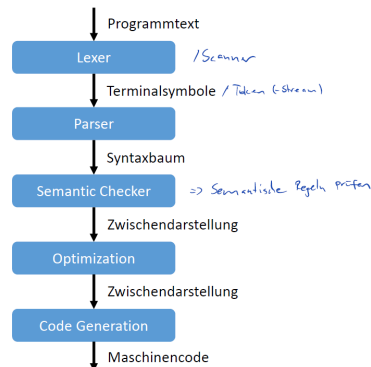 Programmtext
Lexer / Scanner
Terminalsymbole / Token (-Stream)
Parser
Syntaxbaum
Semantic Checker => Semantische Regeln prüfen
Zwischendarstellung
Optimization
Zwischendarstellung
Code Generation
Maschinencode